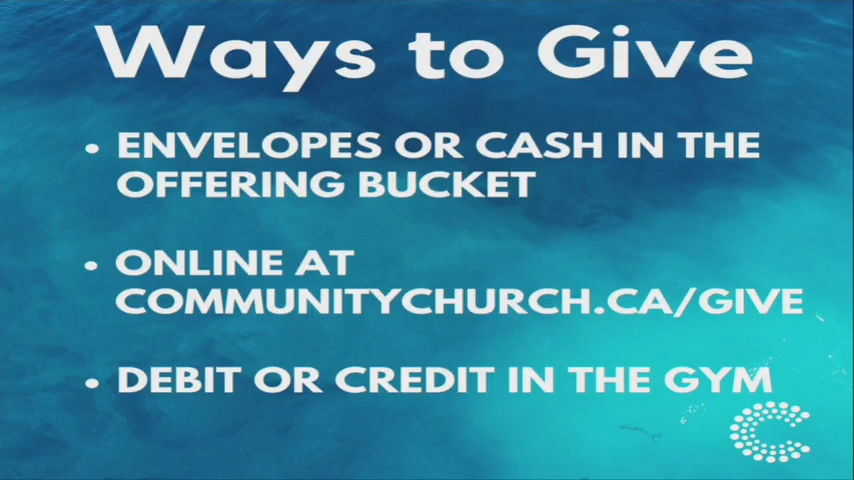 Ways to Give
• ENVELOPES OR CASH IN THE
OFFERING BUCKET
• ONLINE AT
COMMUNITYCHURCH.CA/GIVE
• DEBIT OR CREDIT IN THE GYM